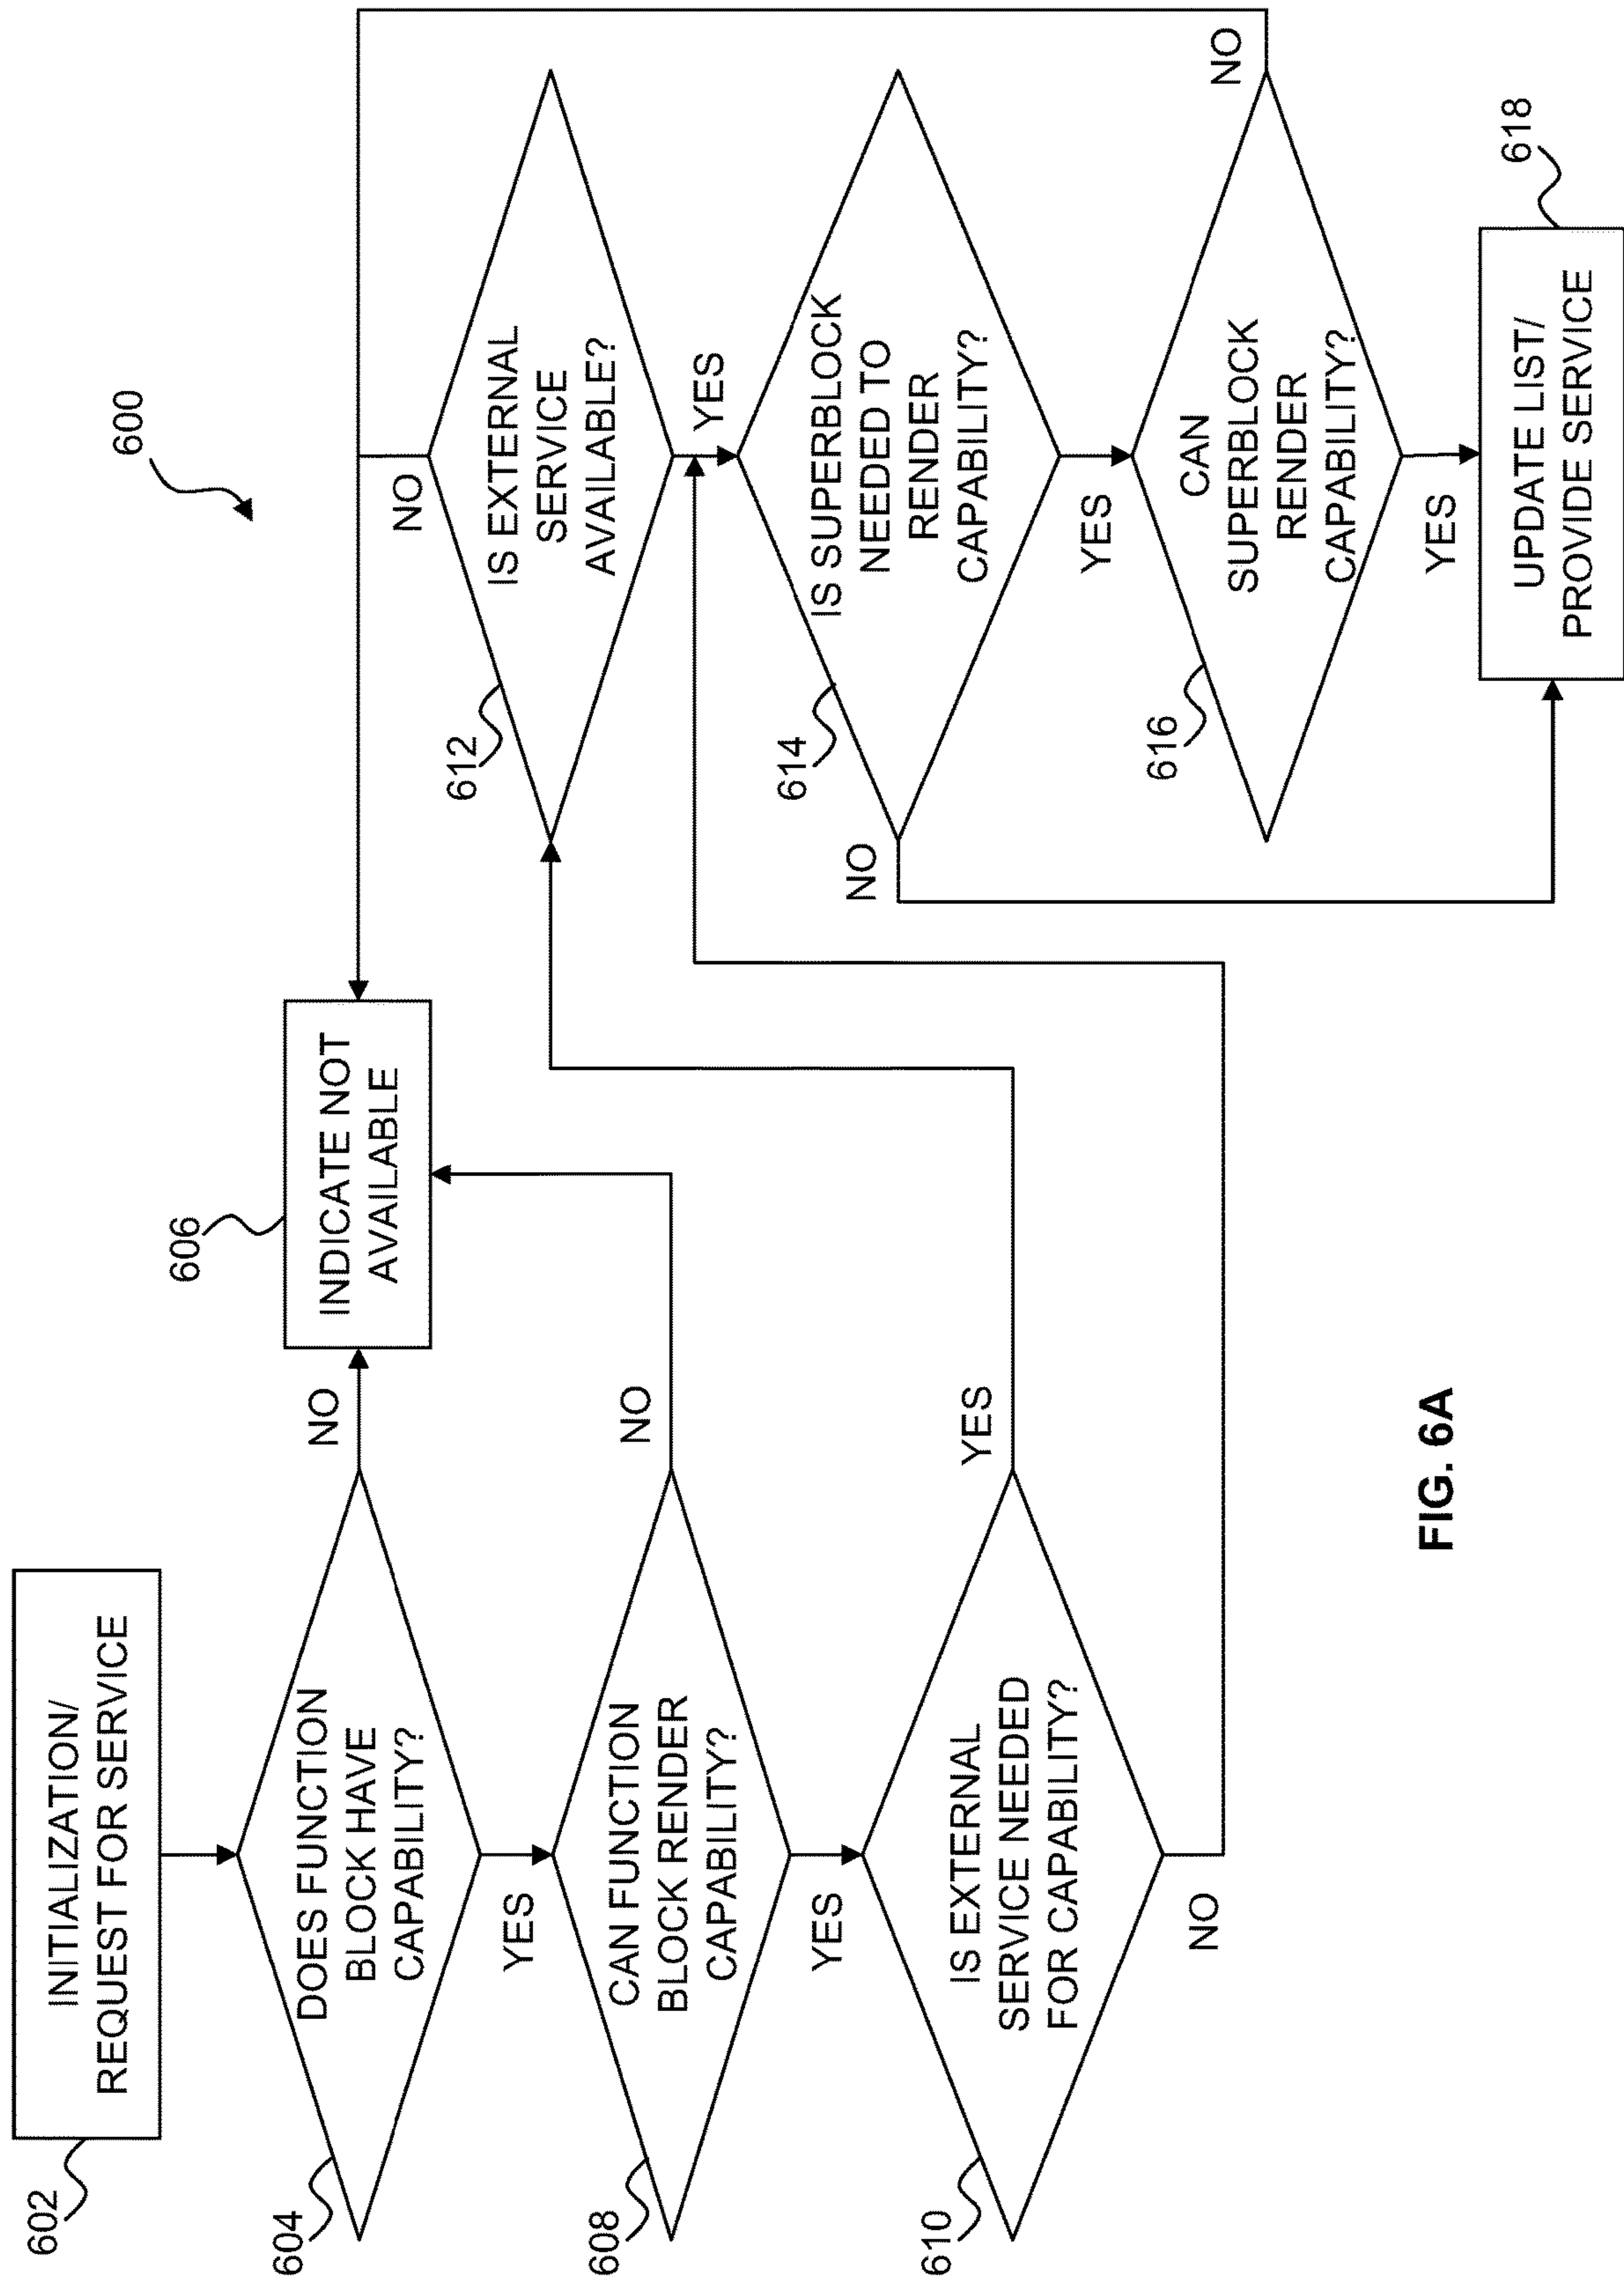 600
602
INITIALIZATION/
REQUEST FOR SERVICE
604
DOES FUNCTION
BLOCK HAVE
CAPABILITY?
NO
YES
606
INDICATE NOT
AVAILABLE
608
CAN FUNCTION
BLOCK RENDER
CAPABILITY?
NO
YES
610
IS EXTERNAL
SERVICE NEEDED
FOR CAPABILITY?
YES
NO
612
IS EXTERNAL
SERVICE
AVAILABLE?
NO
YES
614
IS SUPERBLOCK
NEEDED TO
RENDER
CAPABILITY?
NO
YES
616
CAN
SUPERBLOCK
RENDER
CAPABILITY?
NO
YES
618
UPDATE LIST/
PROVIDE SERVICE
FIG. 6A